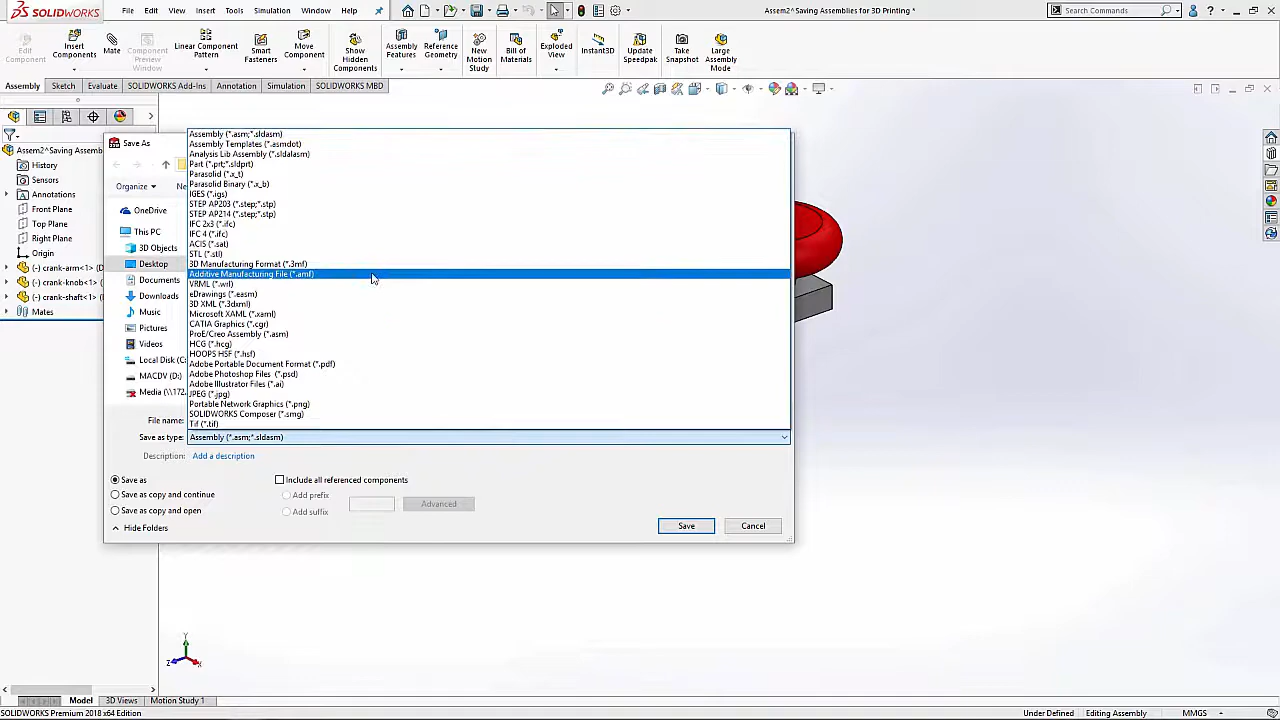 SOLIDWORKS File Edit View Insert Tools Simulation Window Help Assem2^Saving Assemblies for 3D Printing * Search Commands ?
Edit Component
Insert Components
Mate
Component Preview Window
Linear Component Pattern
Smart Fasteners
Move Component
Show Hidden Components
Assembly Features
Reference Geometry
New Motion Study
Bill of Materials
Exploded View
Instant3D
Update Speedpak
Take Snapshot
Large Assembly Mode
Assembly Sketch Evaluate SOLIDWORKS Add-Ins Annotation Simulation SOLIDWORKS MBD
Assem2^Saving Assemb
History
Sensors
Annotations
Front Plane
Top Plane
Right Plane
Origin
(-) crank-arm<1> (D
(-) crank-knob<1> (
(-) crank-shaft<1> (
Mates
Save As
Organize
OneDrive
This PC
3D Objects
Desktop
Documents
Downloads
Music
Pictures
Videos
Local Disk (C:
MACDV (D:)
Media (\\172.
Assembly (*.asm;*.sldasm)
Assembly Templates (*.asmdot)
Analysis Lib Assembly (*.sldalasm)
Part (*.prt;*.sldprt)
Parasolid (*.x_t)
Parasolid Binary (*.x_b)
IGES (*.igs)
STEP AP203 (*.step;*.stp)
STEP AP214 (*.step;*.stp)
IFC 2x3 (*.ifc)
IFC 4 (*.ifc)
ACIS (*.sat)
STL (*.stl)
3D Manufacturing Format (*.3mf)
Additive Manufacturing File (*.amf)
VRML (*.wrl)
eDrawings (*.easm)
3D XML (*.3dxml)
Microsoft XAML (*.xaml)
CATIA Graphics (*.cgr)
ProE/Creo Assembly (*.asm)
HCG (*.hcg)
HOOPS HSF (*.hsf)
Adobe Portable Document Format (*.pdf)
Adobe Photoshop Files (*.psd)
Adobe Illustrator Files (*.ai)
JPEG (*.jpg)
Portable Network Graphics (*.png)
SOLIDWORKS Composer (*.smg)
Tif (*.tif)
File name:
Save as type: Assembly (*.asm;*.sldasm)
Description: Add a description
Save as
Save as copy and continue
Save as copy and open
Include all referenced components
Add prefix
Add suffix
Advanced
Hide Folders
Save Cancel
Y
Z X
Model 3D Views Motion Study 1
SOLIDWORKS Premium 2018 x64 Edition Under Defined Editing Assembly MMGS